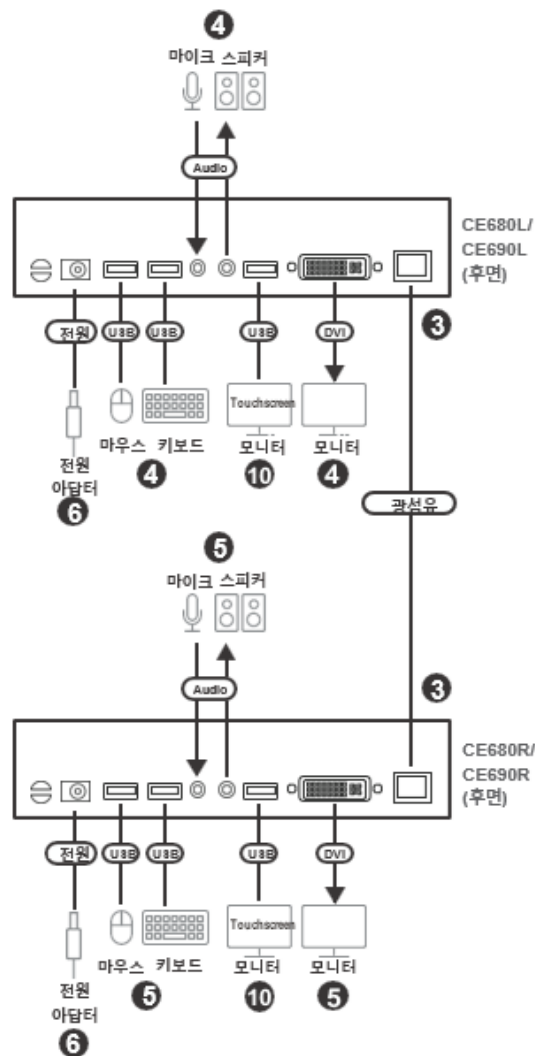 4
마이크 스피커
Audio
CE680L/
CE690L
(후면)
3
전원 USB USB USB DVI
Touchscreen
마우스 키보드 모니터 모니터
4 10 4
전원
아답터
6
광섬유
5
마이크 스피커
Audio
3
CE680R/
CE690R
(후면)
전원 USB USB USB DVI
Touchscreen
마우스 키보드 모니터 모니터
5 10 5
전원
아답터
6